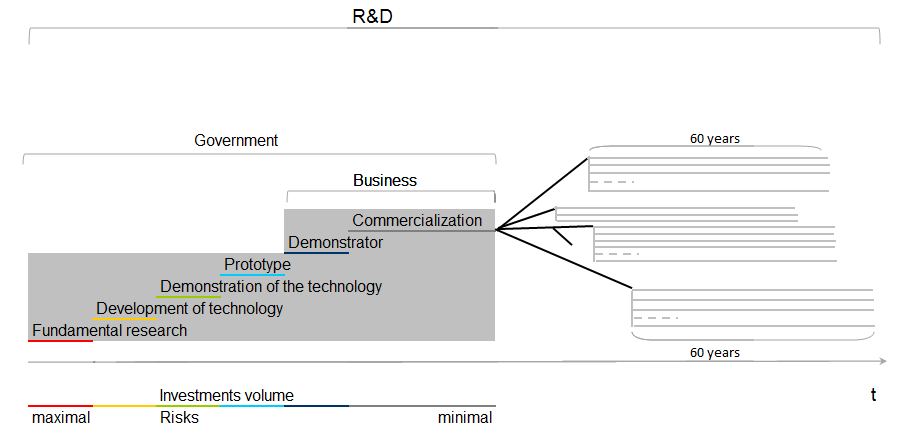 R&D
Government
60 years
Business
Commercialization
Demonstrator
Prototype
Demonstration of the technology
Development of technology
Fundamental research
60 years
Investments volume
t
maximal Risks minimal